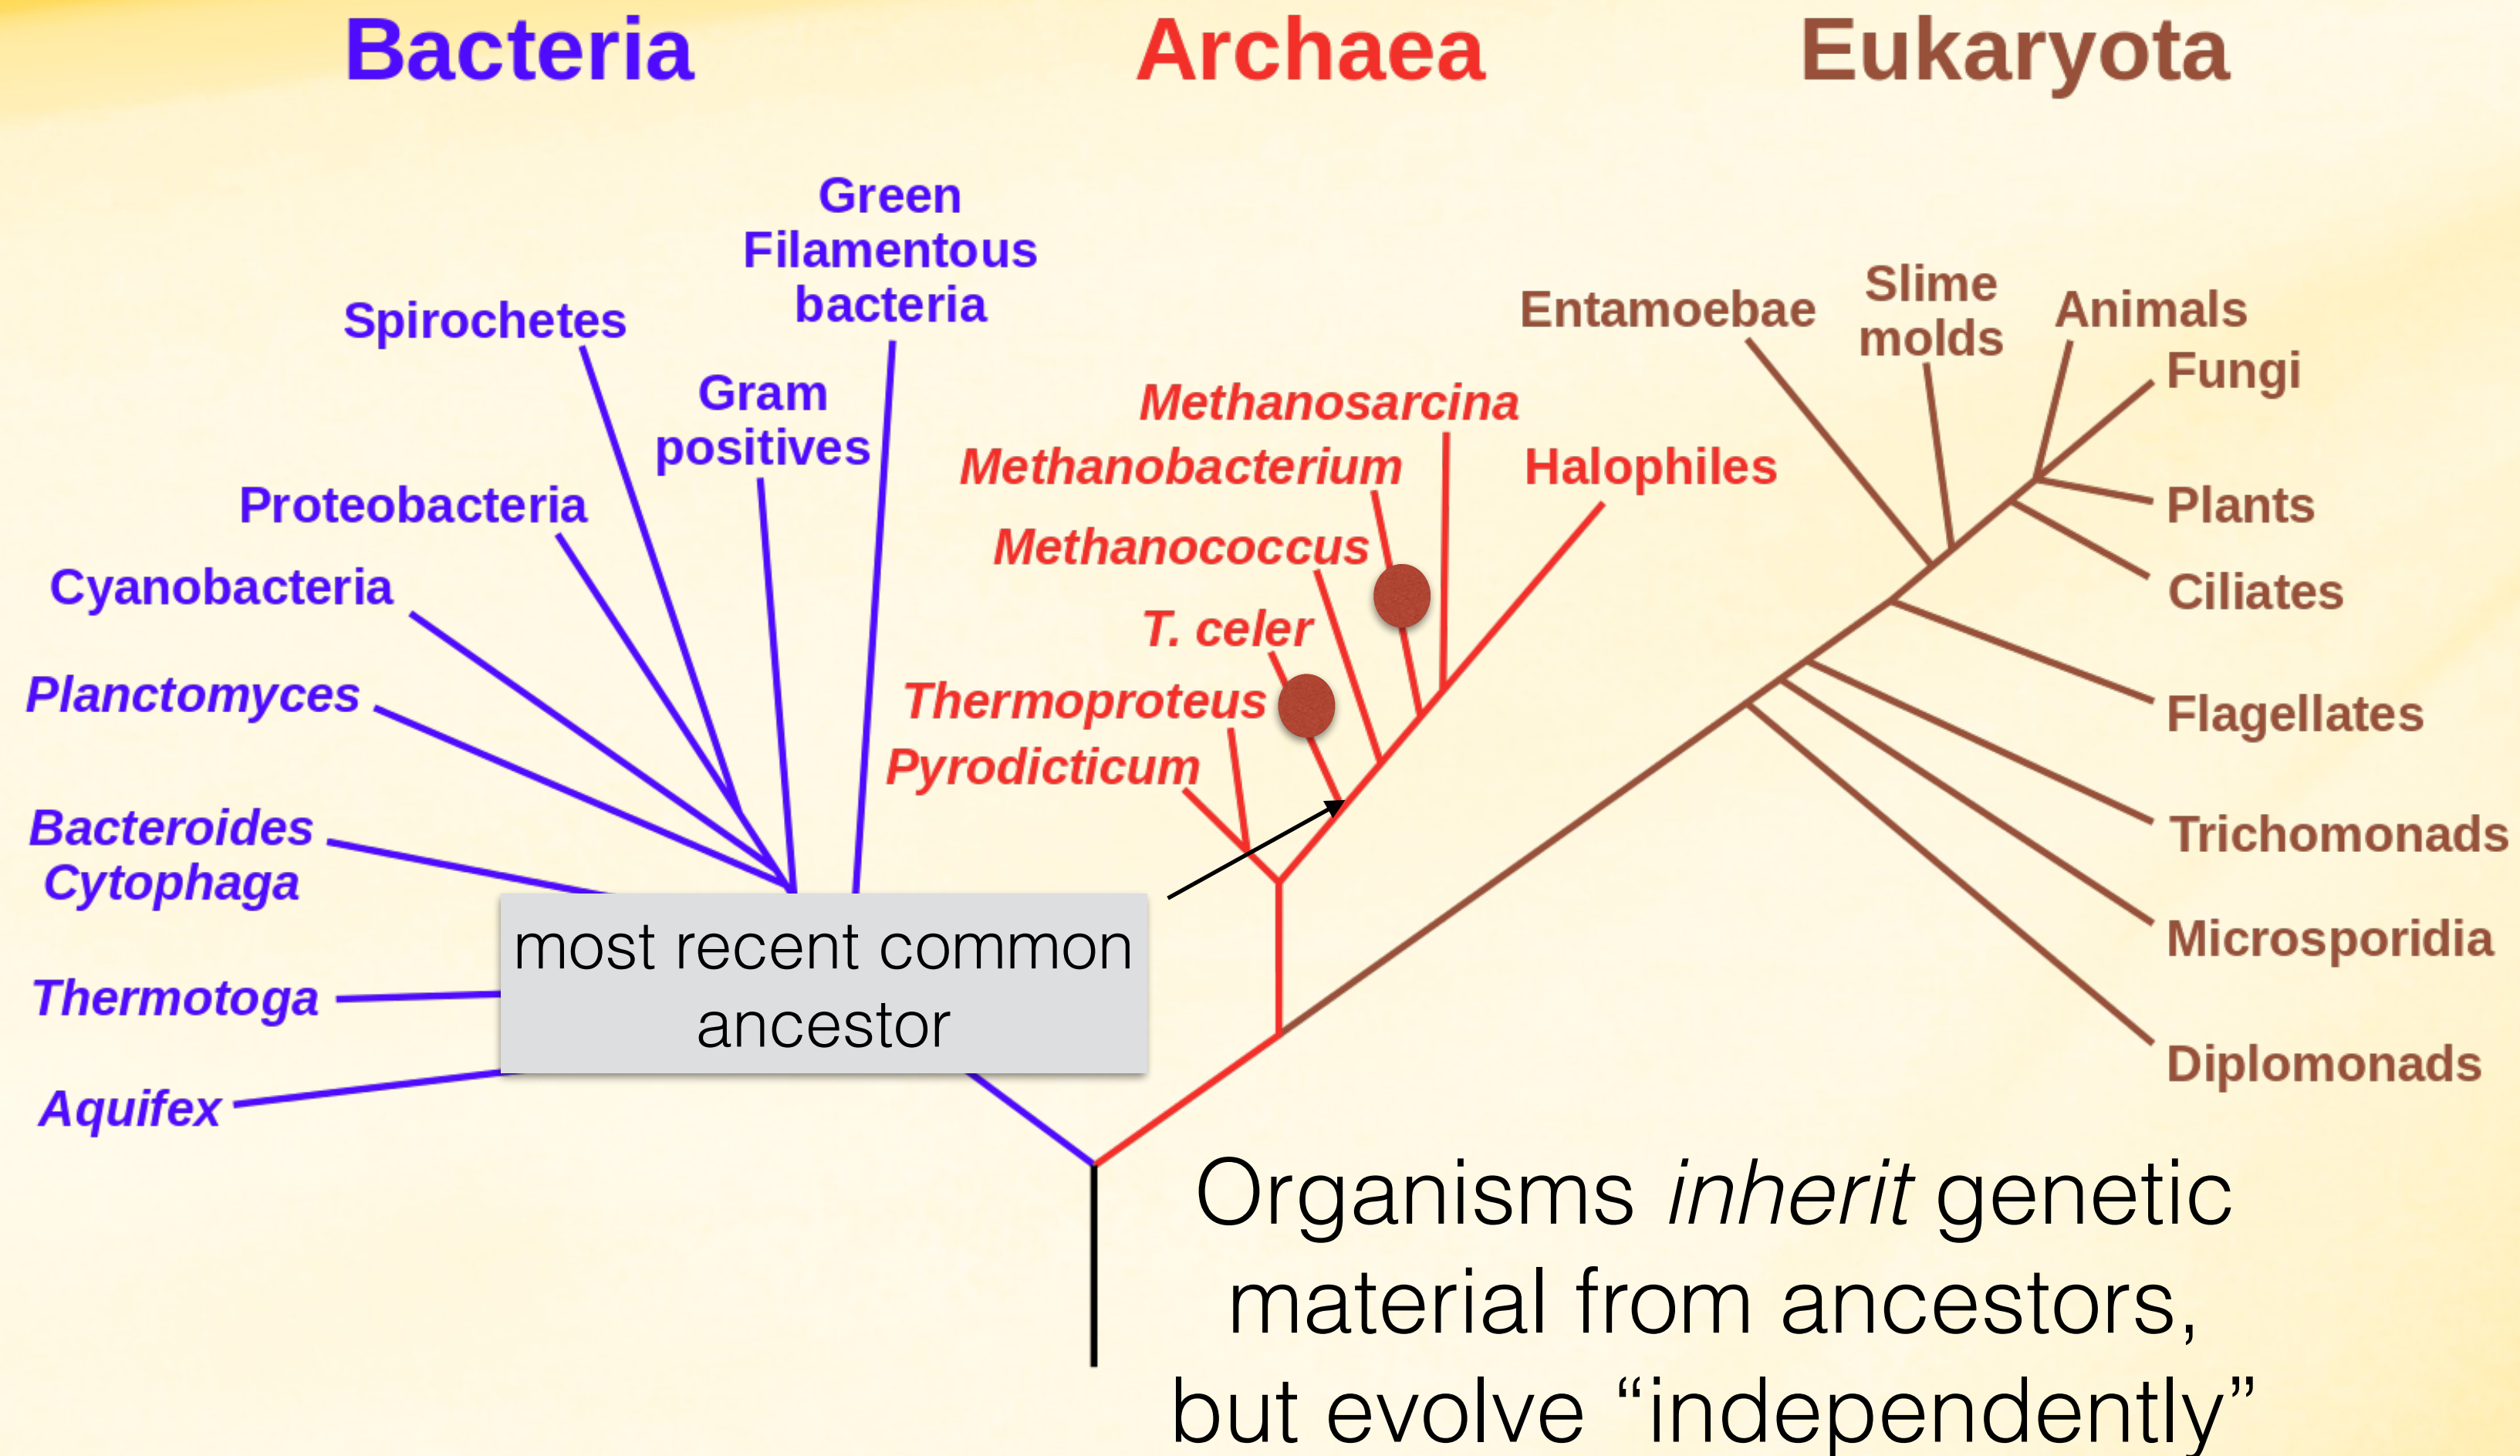 Bacteria
Archaea
Eukaryota
Green
Filamentous
bacteria
Spirochetes
Gram
positives
Proteobacteria
Cyanobacteria
Planctomyces
Bacteroides
Cytophaga
Thermotoga
Aquifex
Methanosarcina
Methanobacterium
Halophiles
Methanococcus
T. celer
Thermoproteus
Pyrodicticum
Entamoebae
Slime
molds
Animals
Fungi
Plants
Ciliates
Flagellates
Trichomonads
Microsporidia
Diplomonads
most recent common
ancestor
Organisms inherit genetic
material from ancestors,
but evolve “independently”